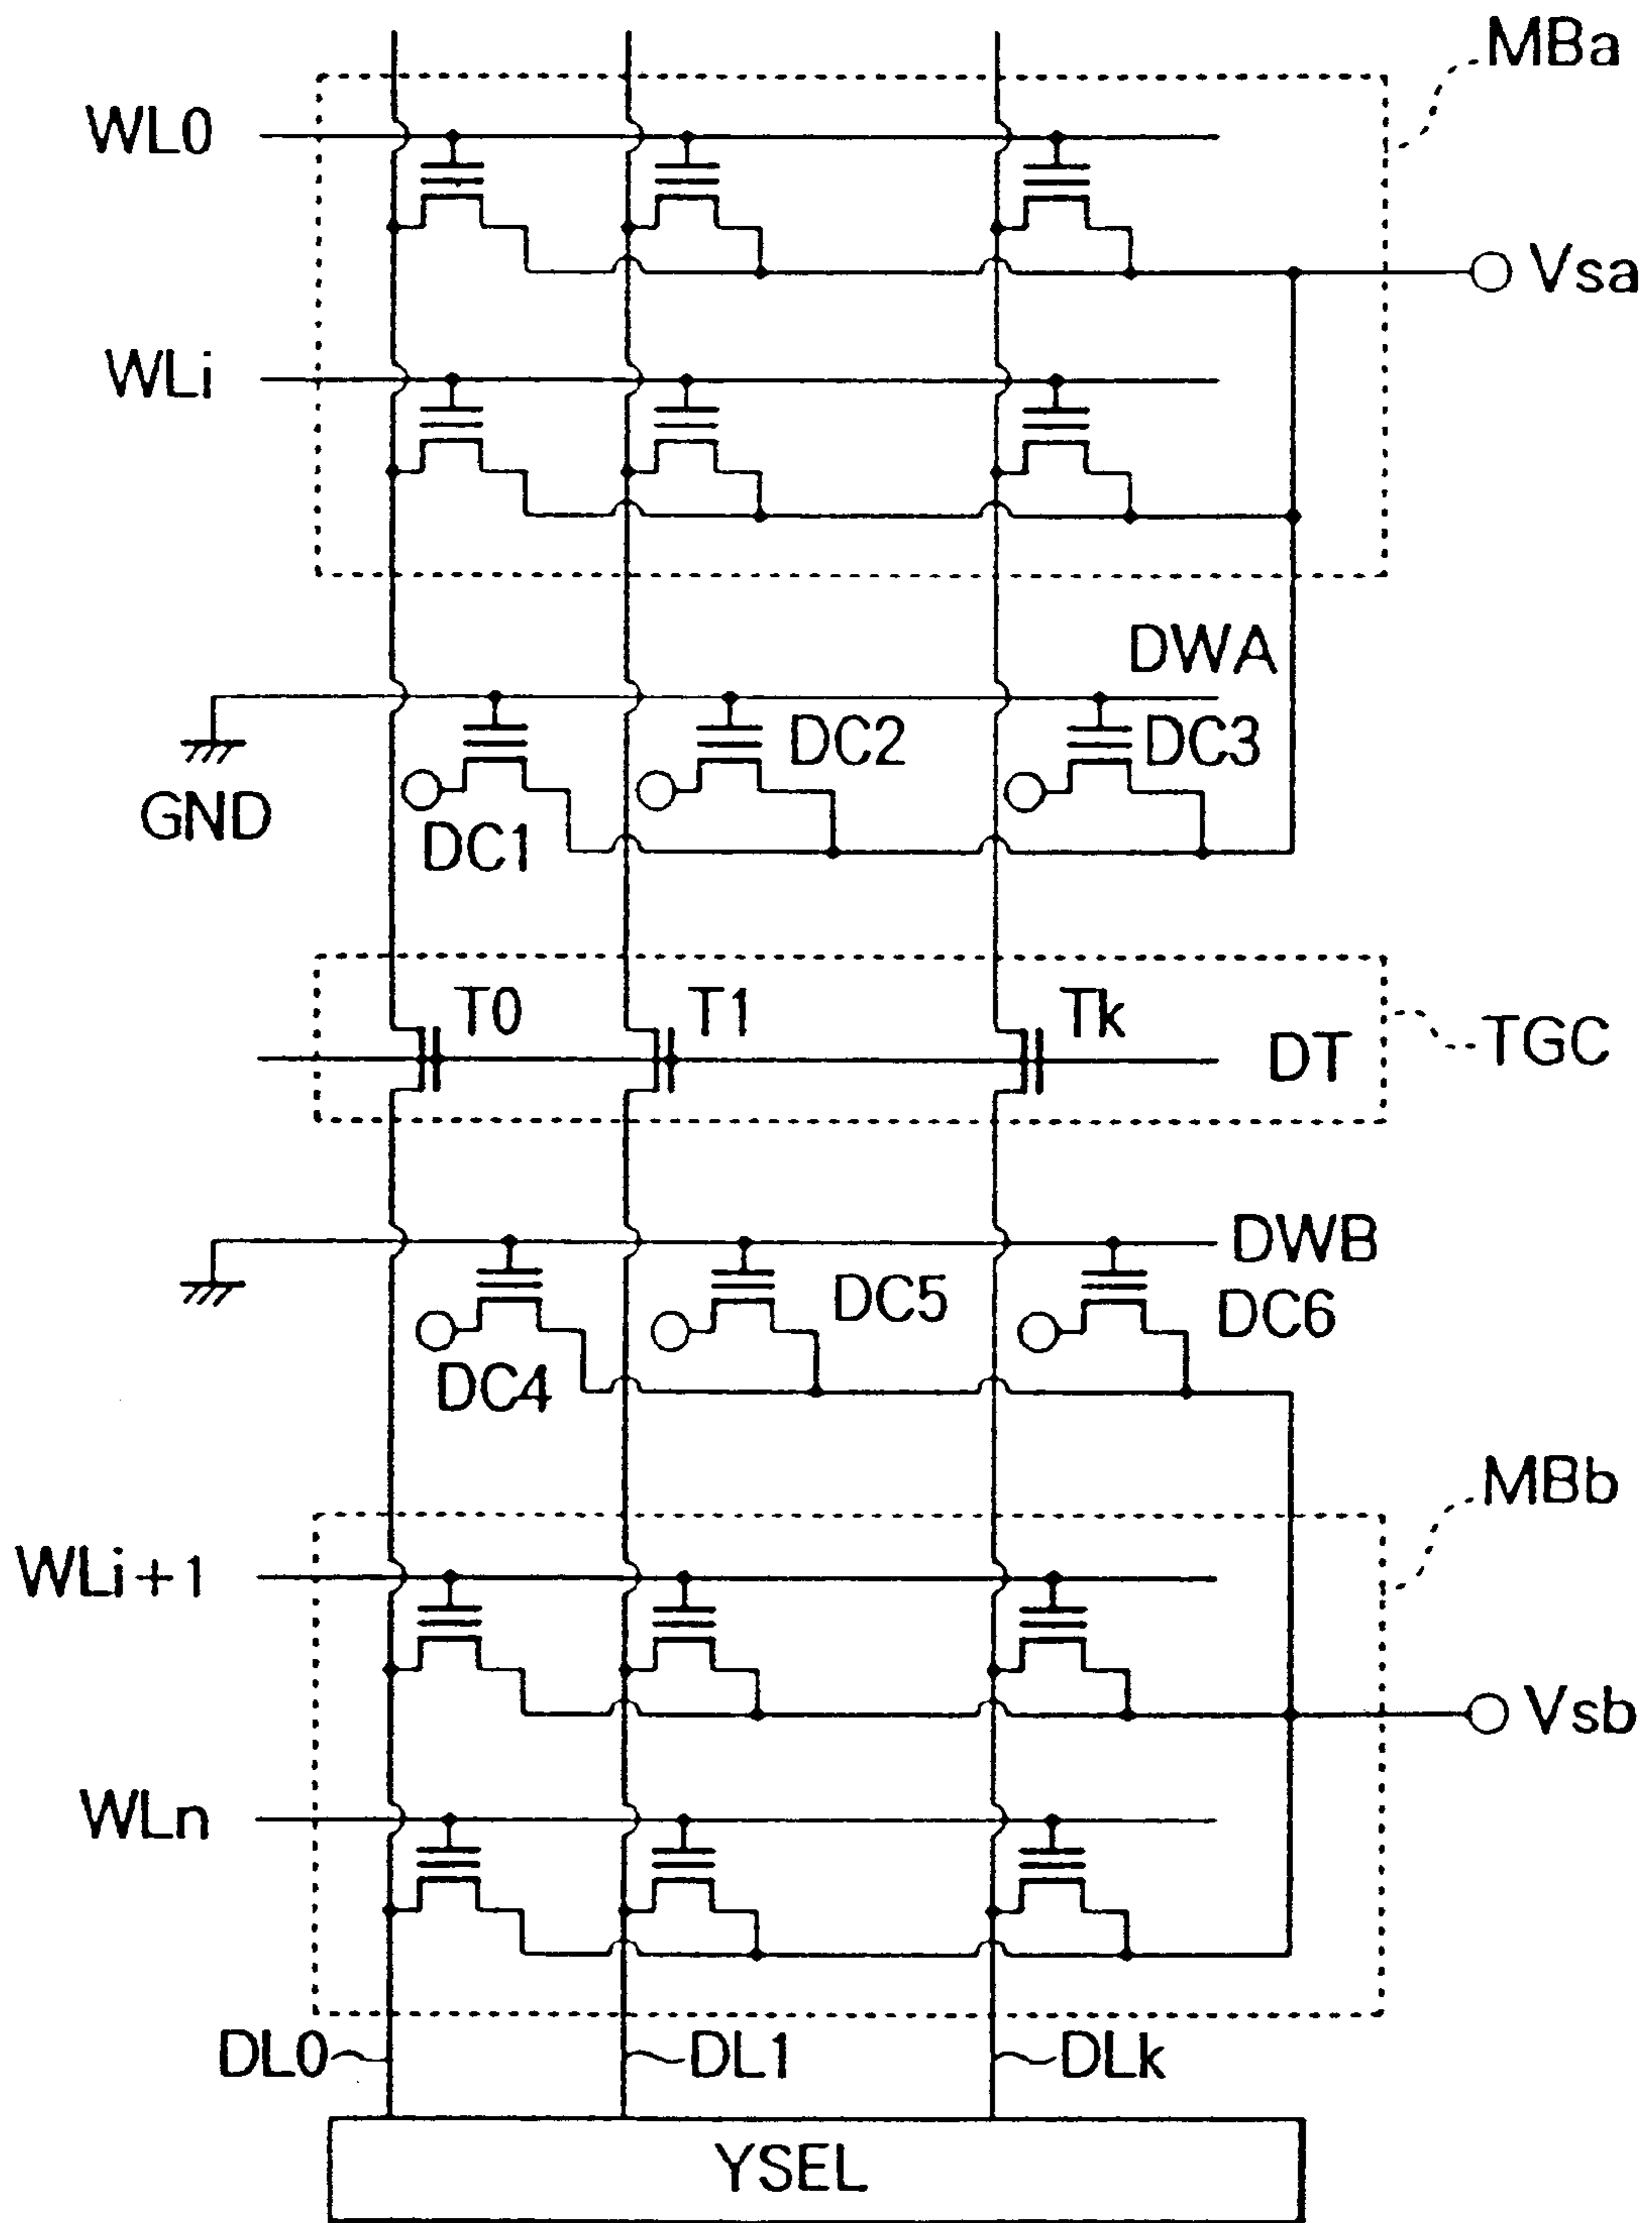 MBa
WL0
Vsa
WLi
DWA
DC2
DC3
GND
DC1
T0
T1
Tk
DT
TGC
DWB
DC5
DC6
DC4
MBb
WLi+1
Vsb
WLn
DL0
DL1
DLk
YSEL